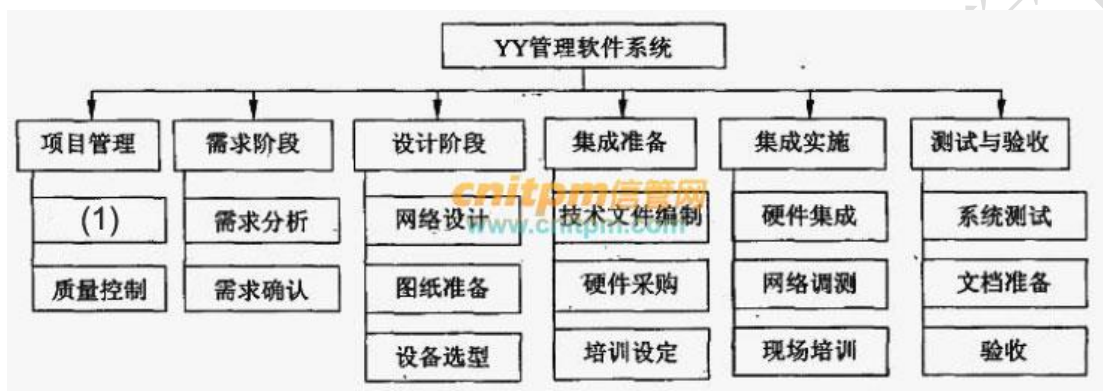 YY管理软件系统
项目管理 需求阶段 设计阶段 集成准备 集成实施 测试与验收
(1) 需求分析 网络设计 技术文件编制 硬件集成 系统测试
cnitpm信管网
www.cnitpm.com
质量控制 需求确认 图纸准备 硬件采购 网络调测 文档准备
设备选型 培训设定 现场培训 验收